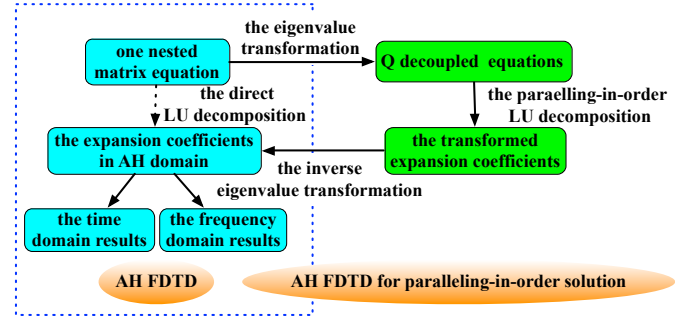 the eigenvalue
transformation
one nested
matrix equation
Q decoupled equations
the direct
LU decomposition
the paraelling-in-order
LU decomposition
the expansion coefficients
in AH domain
the transformed
expansion coefficients
the inverse
eigenvalue transformation
the time
domain results
the frequency
domain results
AH FDTD
AH FDTD for paralleling-in-order solution